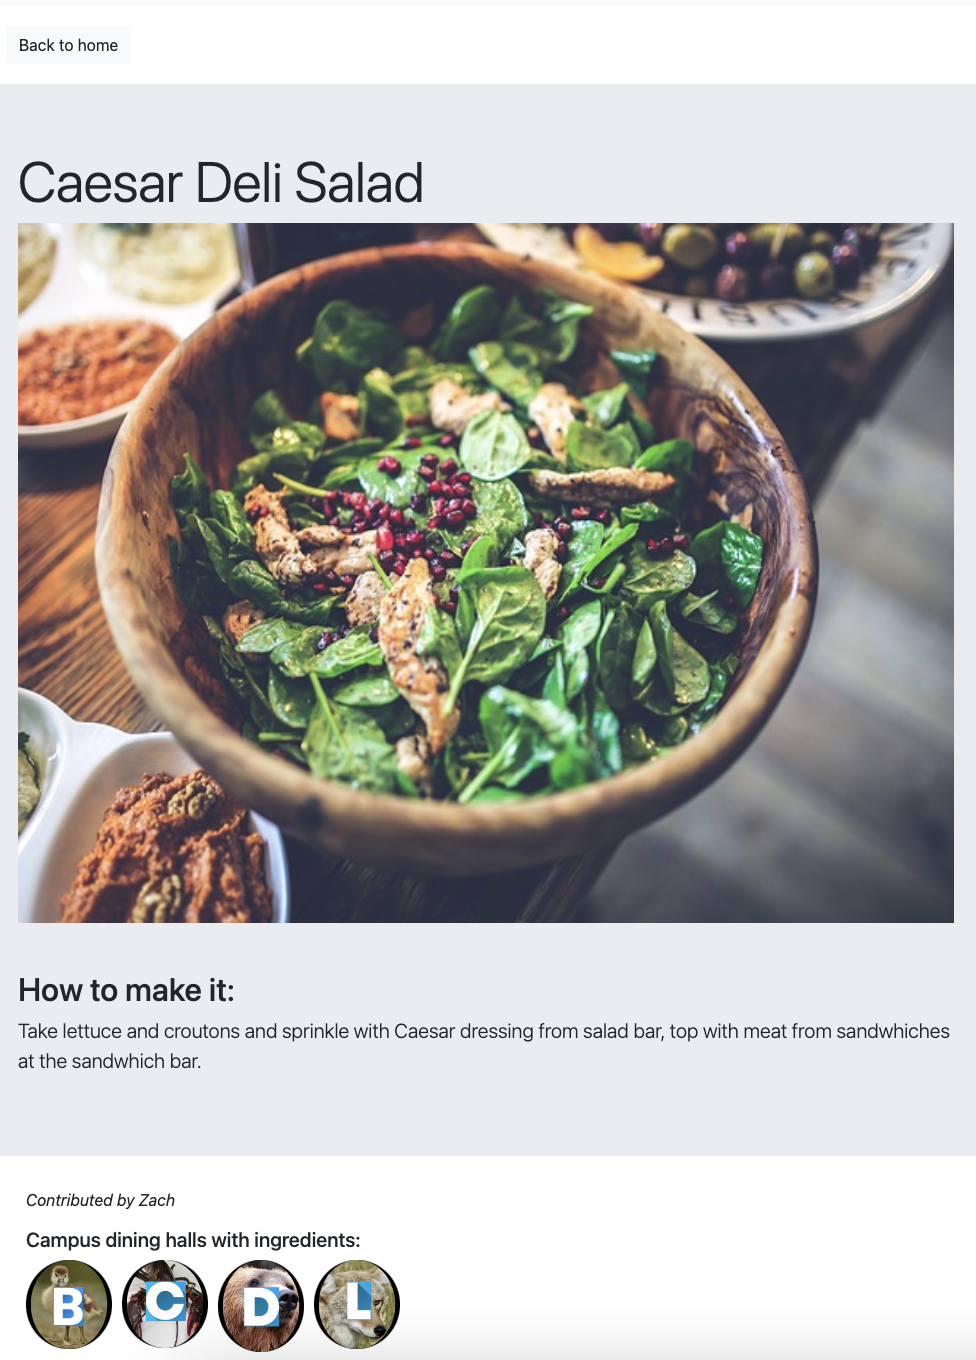 Back to home
Caesar Deli Salad
How to make it:
Take lettuce and croutons and sprinkle with Caesar dressing from salad bar, top with meat from sandwhiches
at the sandwhich bar.
Contributed by Zach
Campus dining halls with ingredients:
B C D L